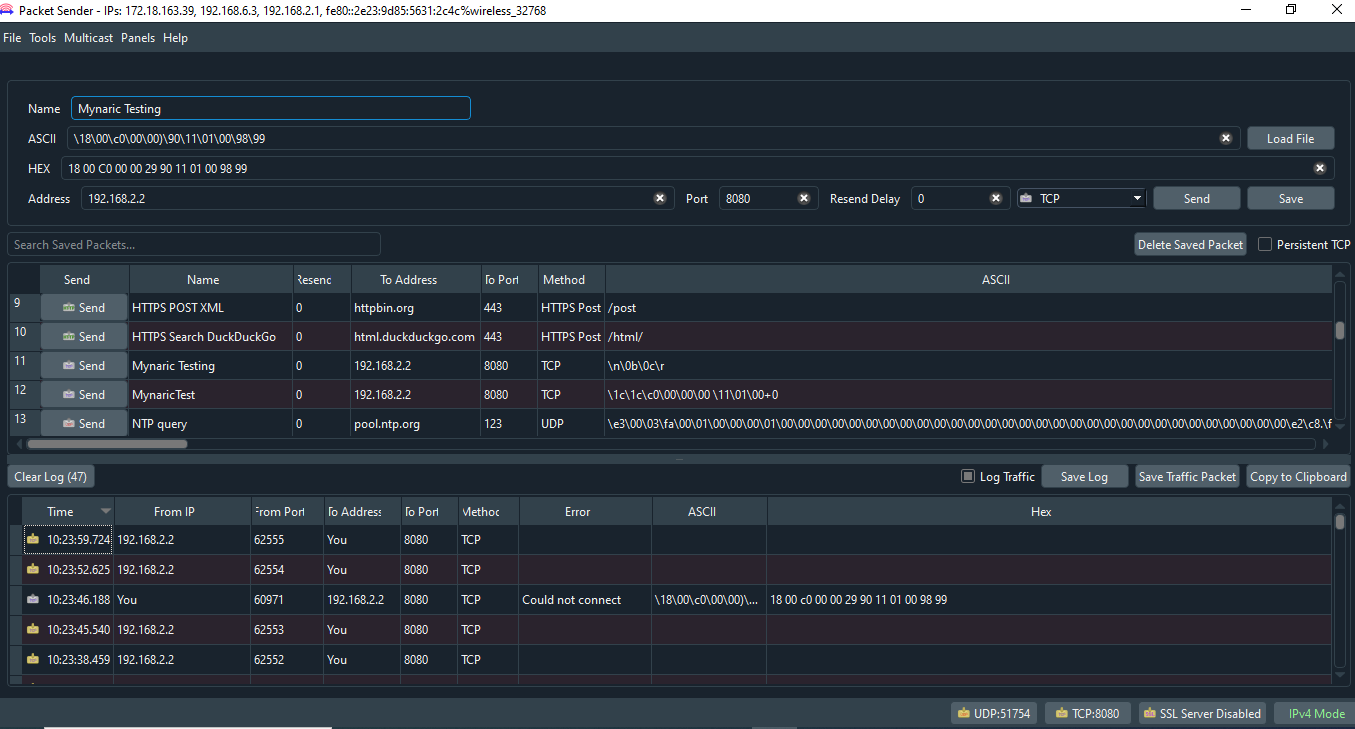 Packet Sender - IPs: 172.18.163.39, 192.168.6.3, 192.168.2.1, fe80::2e23:9d85:5631:2c4c%wireless_32768
File Tools Multicast Panels Help
Name Mynaric Testing
ASCII \18\00\c0\00\00)\90\11\01\00\98\99 Load File
HEX 18 00 C0 00 00 29 90 11 01 00 98 99
Address 192.168.2.2 Port 8080 Resend Delay 0 TCP Send Save
Search Saved Packets... Delete Saved Packet Persistent TCP
Send Name Resenc To Address To Port Method ASCII
9 Send HTTPS POST XML 0 httpbin.org 443 HTTPS Post /post
10 Send HTTPS Search DuckDuckGo 0 html.duckduckgo.com 443 HTTPS Post /html/
11 Send Mynaric Testing 0 192.168.2.2 8080 TCP \n\0b\0c\r
12 Send MynaricTest 0 192.168.2.2 8080 TCP \1c\1c\c0\00\00\00 \11\01\00+0
13 Send NTP query 0 pool.ntp.org 123 UDP \e3\00\03\fa\00\01\00\00\00\01\00\00\00\00\00\00\00\00\00\00\00\00\00\00\00\00\00\00\00\00\00\00\00\00\00\00\00\00\00\00\e2\c8.\f
Clear Log (47) Log Traffic Save Log Save Traffic Packet Copy to Clipboard
Time From IP From Port To Address To Port Method Error ASCII Hex
10:23:59.724 192.168.2.2 62555 You 8080 TCP
10:23:52.625 192.168.2.2 62554 You 8080 TCP
10:23:46.188 You 60971 192.168.2.2 8080 TCP Could not connect \18\00\c0\00\00)\... 18 00 c0 00 00 29 90 11 01 00 98 99
10:23:45.540 192.168.2.2 62553 You 8080 TCP
10:23:38.459 192.168.2.2 62552 You 8080 TCP
UDP:51754 TCP:8080 SSL Server Disabled IPv4 Mode